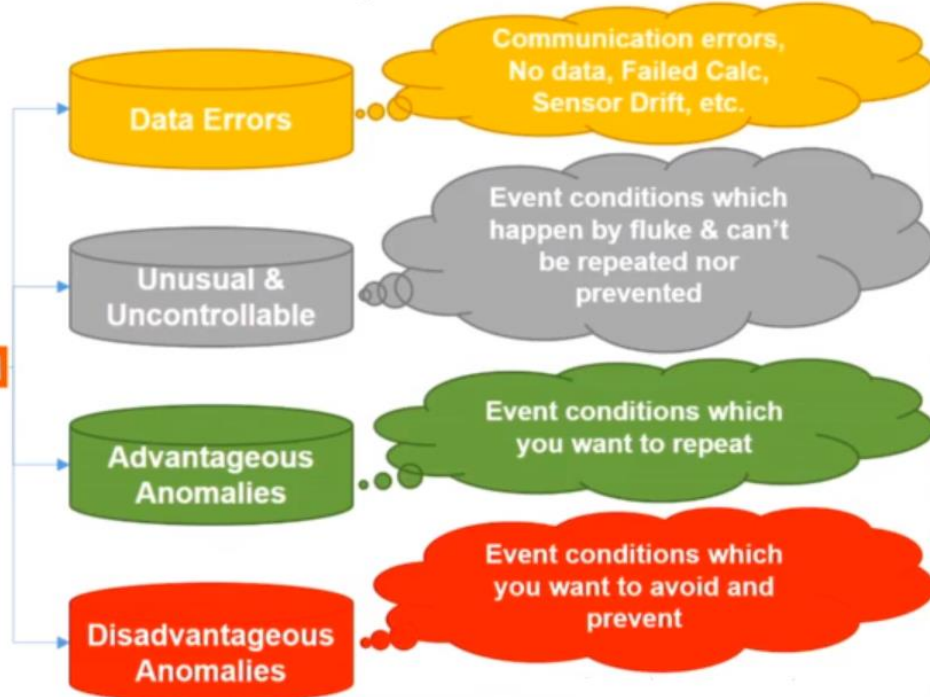 Data Errors
Communication errors,
No data, Failed Calc,
Sensor Drift, etc.
Unusual &
Uncontrollable
Event conditions which
happen by fluke & can't
be repeated nor
prevented
Advantageous
Anomalies
Event conditions which
you want to repeat
Disadvantageous
Anomalies
Event conditions which
you want to avoid and
prevent